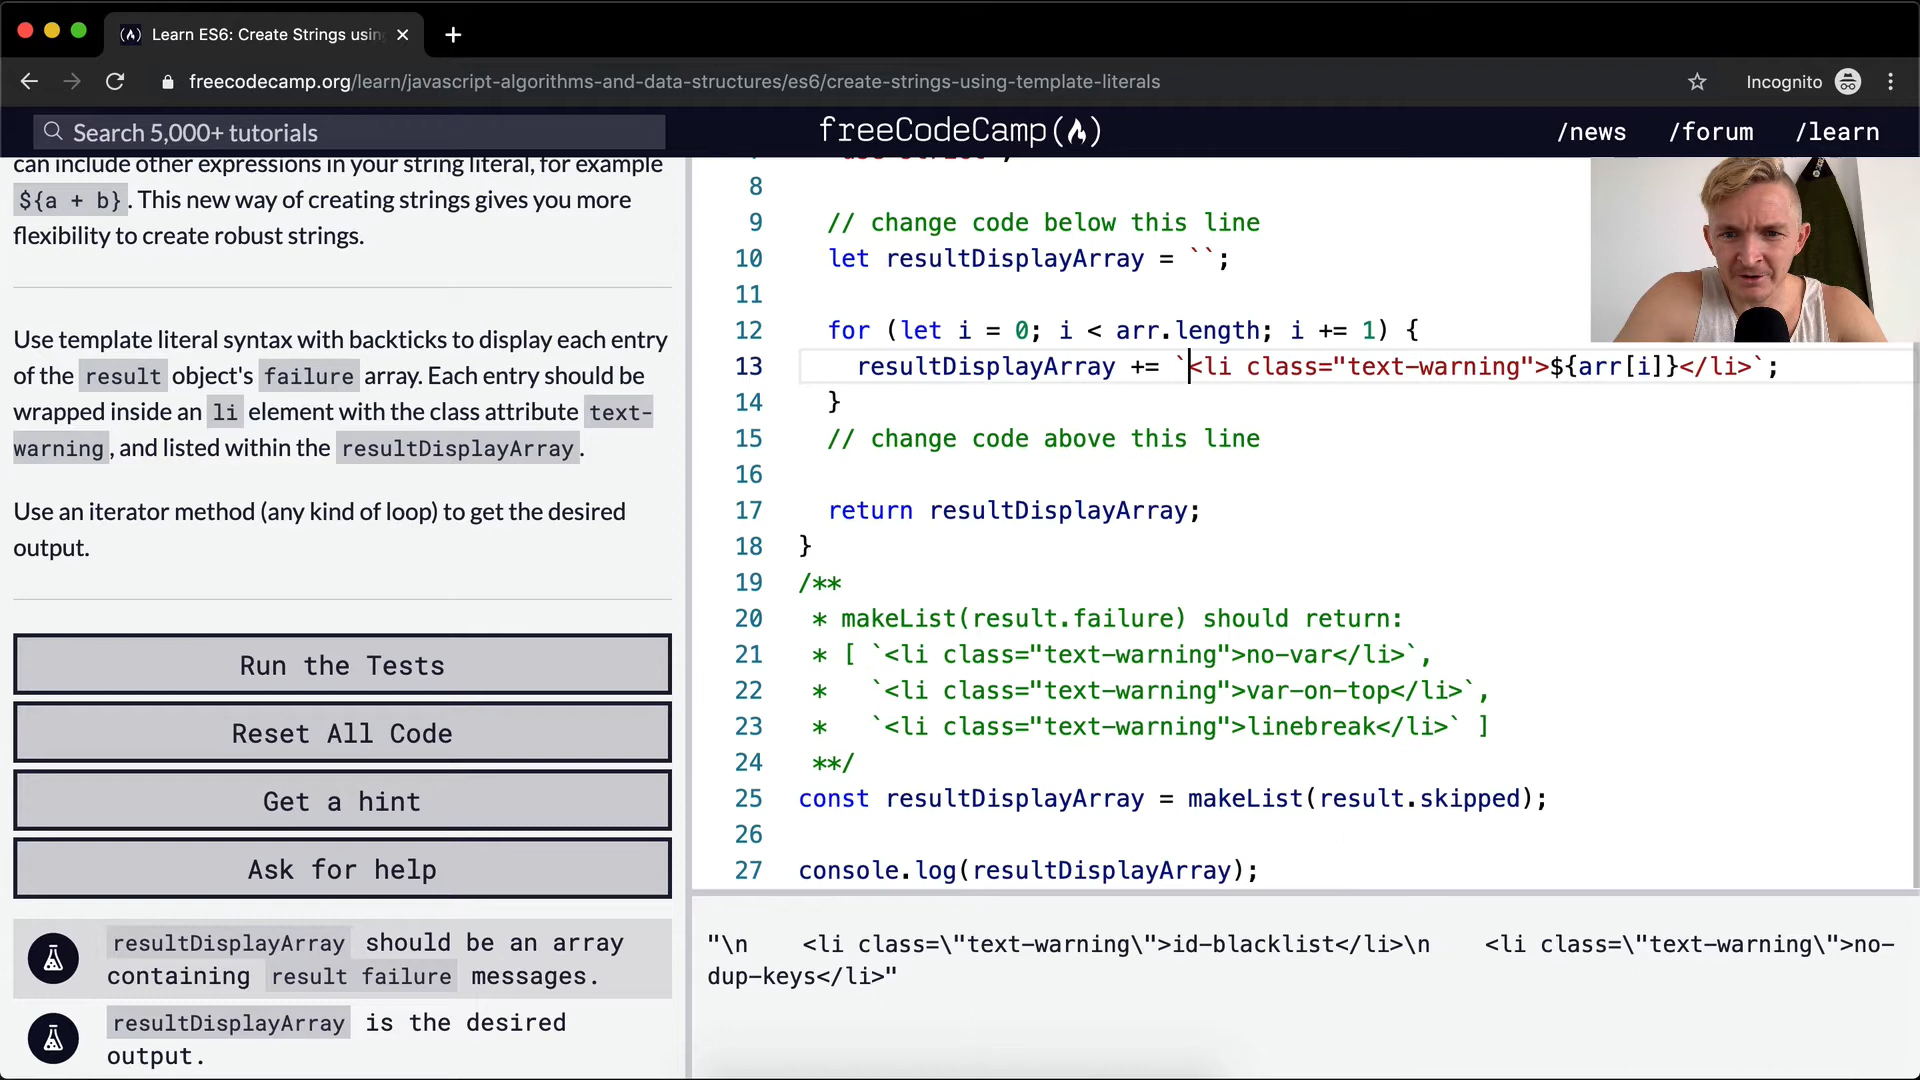 Learn ES6: Create Strings usin
freecodecamp.org/learn/javascript-algorithms-and-data-structures/es6/create-strings-using-template-literals
Incognito
Search 5,000+ tutorials
freeCodeCamp
/news
/forum
/learn
can include other expressions in your string literal, for example
${a + b}. This new way of creating strings gives you more
flexibility to create robust strings.
Use template literal syntax with backticks to display each entry
of the result object's failure array. Each entry should be
wrapped inside an li element with the class attribute text-
warning, and listed within the resultDisplayArray.
Use an iterator method (any kind of loop) to get the desired
output.
Run the Tests
Reset All Code
Get a hint
Ask for help
resultDisplayArray should be an array
containing result failure messages.
resultDisplayArray is the desired
output.
8
9 // change code below this line
10 let resultDisplayArray = ``;
11
12 for (let i = 0; i < arr.length; i += 1) {
13 resultDisplayArray += `<li class="text-warning">${arr[i]}</li>`;
14 }
15 // change code above this line
16
17 return resultDisplayArray;
18 }
19 /**
20 * makeList(result.failure) should return:
21 * [ `<li class="text-warning">no-var</li>`,
22 * `<li class="text-warning">var-on-top</li>`,
23 * `<li class="text-warning">linebreak</li>` ]
24 **/
25 const resultDisplayArray = makeList(result.skipped);
26
27 console.log(resultDisplayArray);
"\n <li class=\"text-warning\">id-blacklist</li>\n <li class=\"text-warning\">no-
dup-keys</li>"